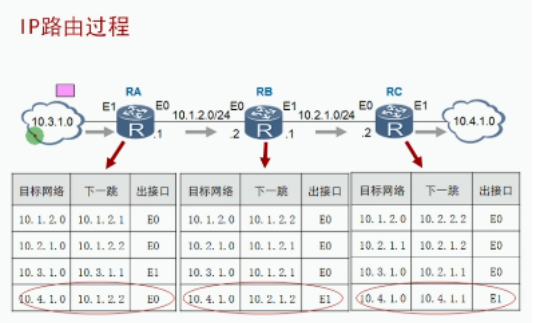 IP路由过程
RA RB RC
10.3.1.0 E1 E0 10.1.2.0/24 E0 E1 10.2.1.0/24 E0 E1 10.4.1.0
.1 .2 .1 .2
R R R
目标网络 下一跳 出接口 目标网络 下一跳 出接口 目标网络 下一跳 出接口
10.1.2.0 10.1.2.1 E0 10.1.2.0 10.1.2.2 E0 10.1.2.0 10.2.2.2 E0
10.2.1.0 10.1.2.2 E0 10.2.1.0 10.2.1.1 E0 10.2.1.1 10.2.1.2 E0
10.3.1.0 10.3.1.1 E1 10.3.1.0 10.1.2.1 E0 10.3.1.0 10.2.1.1 E0
10.4.1.0 10.1.2.2 E0 10.4.1.0 10.2.1.2 E1 10.4.1.0 10.4.1.1 E1